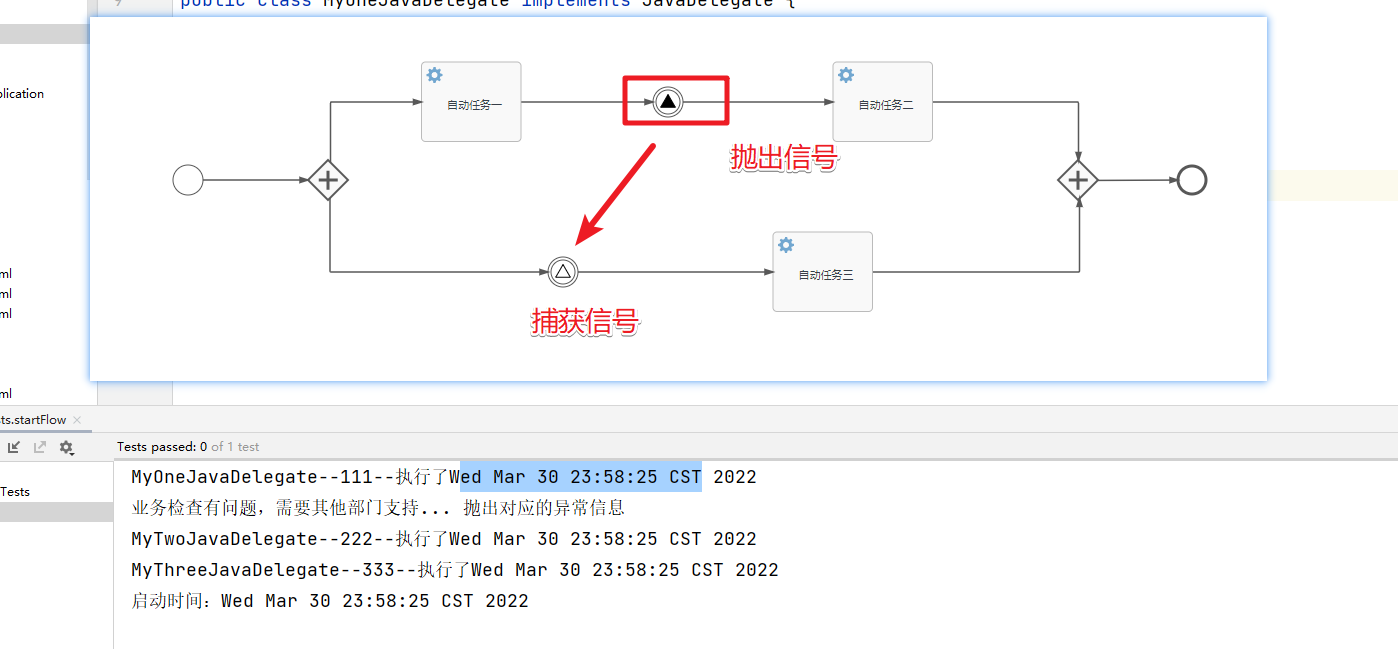 9
public class MyOneJavaDelegate implements JavaDelegate {
plication
自动任务一
自动任务二
抛出信号
自动任务三
捕获信号
ml
ml
ml
ml
ts.startFlow ×
Tests passed: 0 of 1 test
Tests
MyOneJavaDelegate--111--执行了Wed Mar 30 23:58:25 CST 2022
业务检查有问题，需要其他部门支持... 抛出对应的异常信息
MyTwoJavaDelegate--222--执行了Wed Mar 30 23:58:25 CST 2022
MyThreeJavaDelegate--333--执行了Wed Mar 30 23:58:25 CST 2022
启动时间：Wed Mar 30 23:58:25 CST 2022